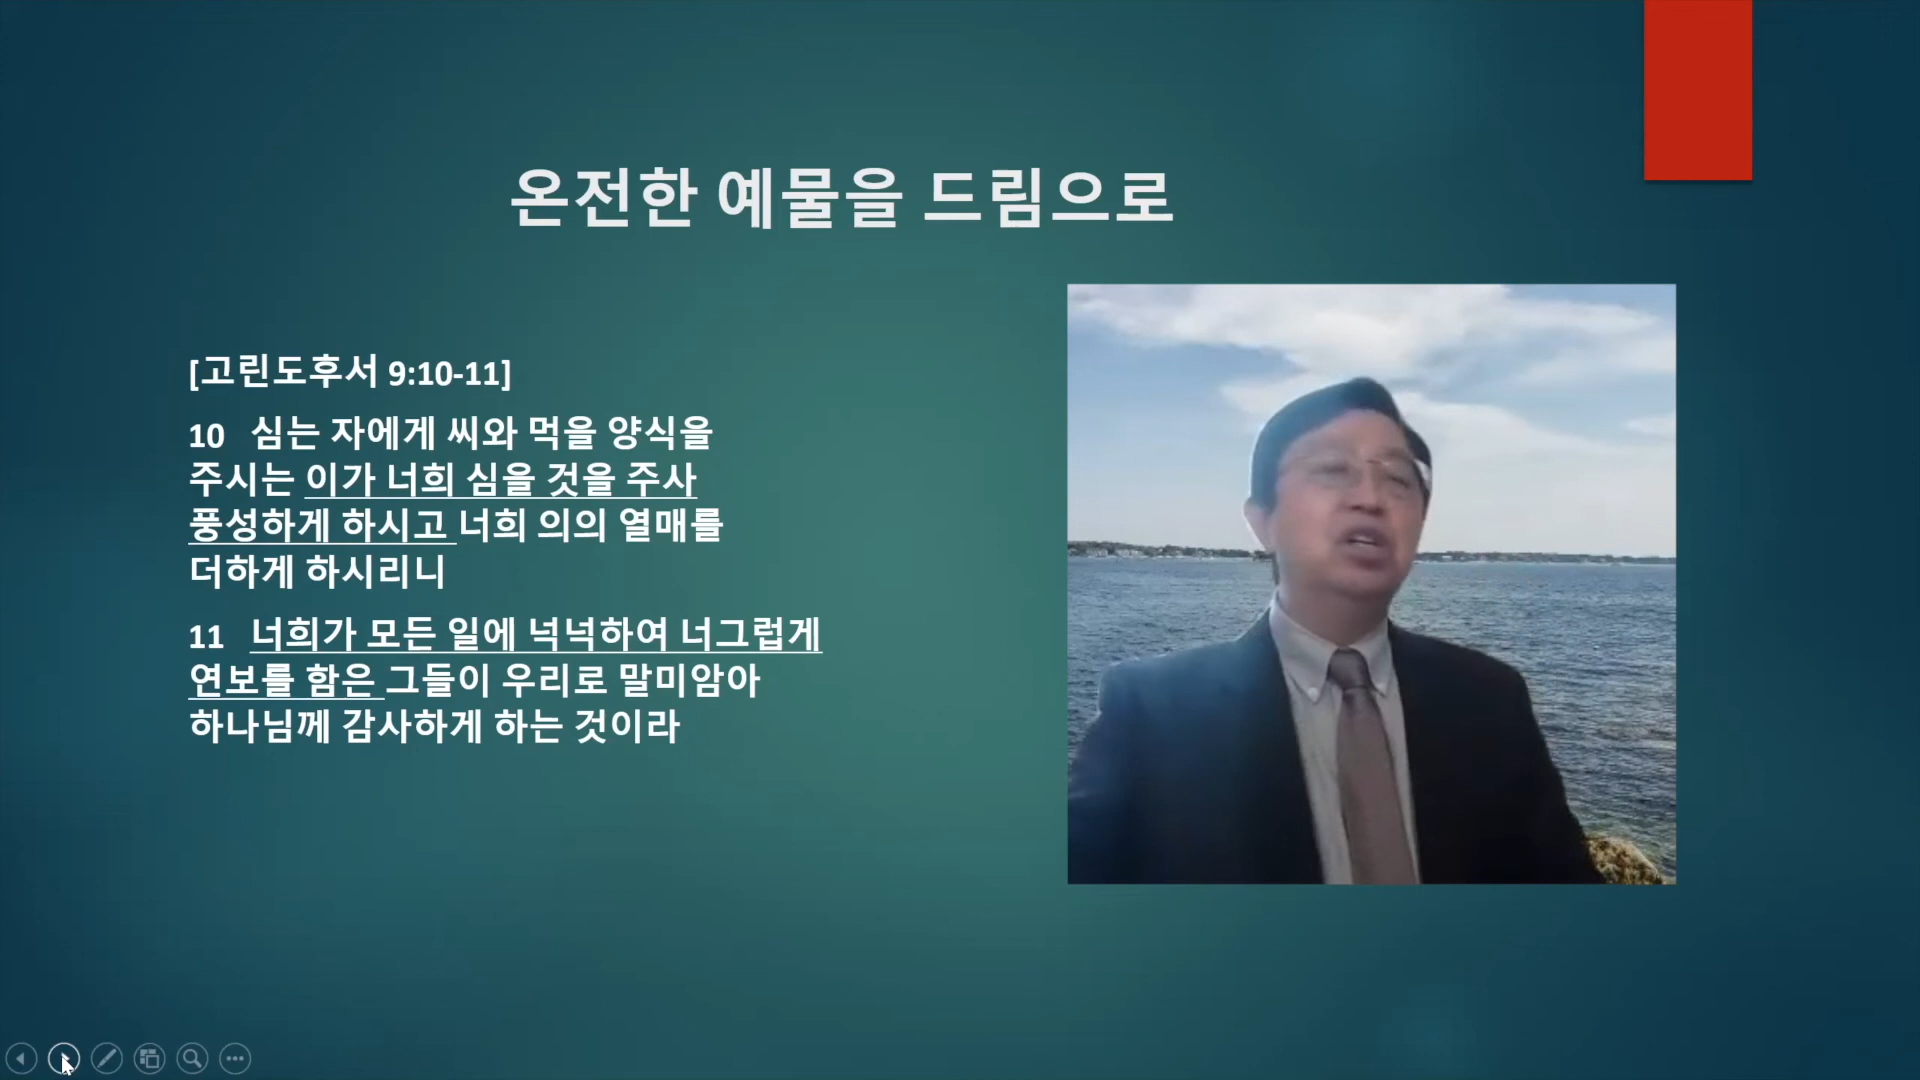 온전한 예물을 드림으로
[고린도후서 9:10-11]
10 심는 자에게 씨와 먹을 양식을
주시는 이가 너희 심을 것을 주사
풍성하게 하시고 너희 의의 열매를
더하게 하시리니
11 너희가 모든 일에 넉넉하여 너그럽게
연보를 함은 그들이 우리로 말미암아
하나님께 감사하게 하는 것이라